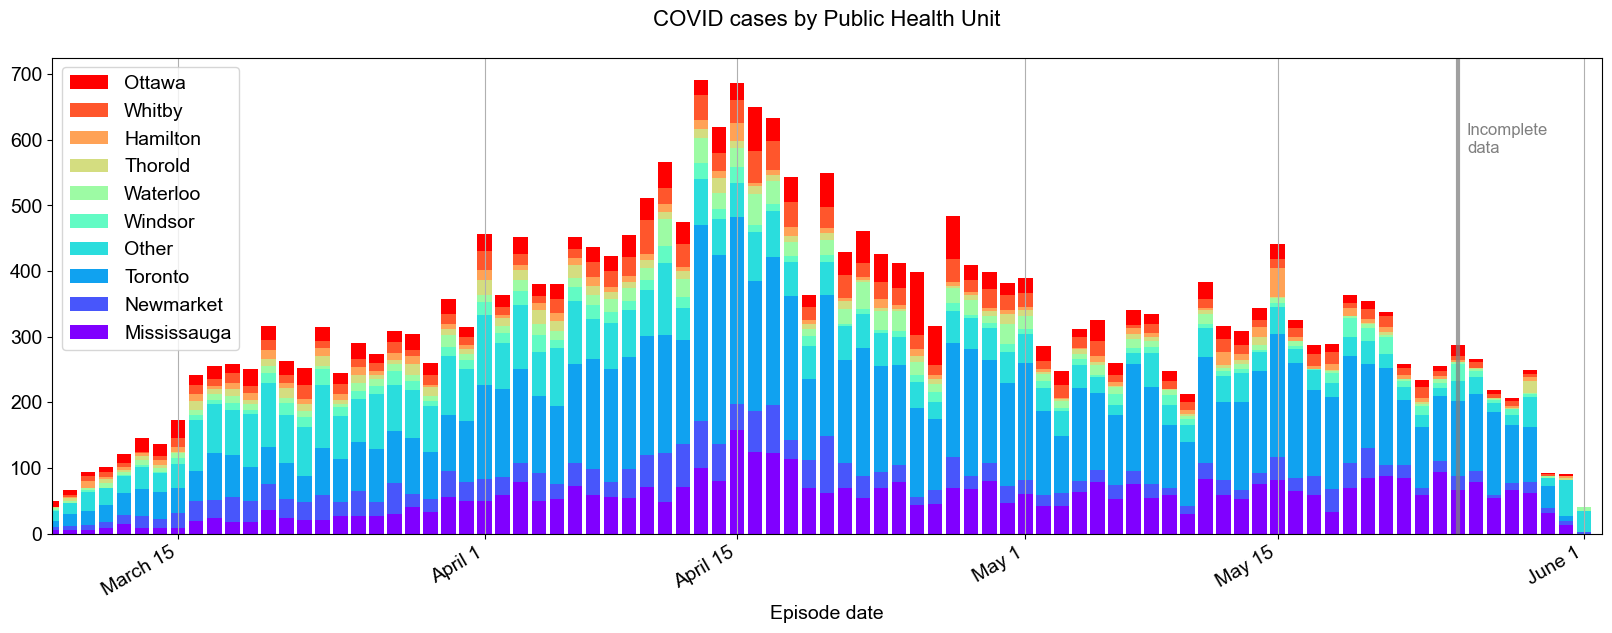 COVID cases by Public Health Unit
700
600
500
400
300
200
100
0
Ottawa
Whitby
Hamilton
Thorold
Waterloo
Windsor
Other
Toronto
Newmarket
Mississauga
Incomplete
data
March 15
April 1
April 15
May 1
May 15
June 1
Episode date